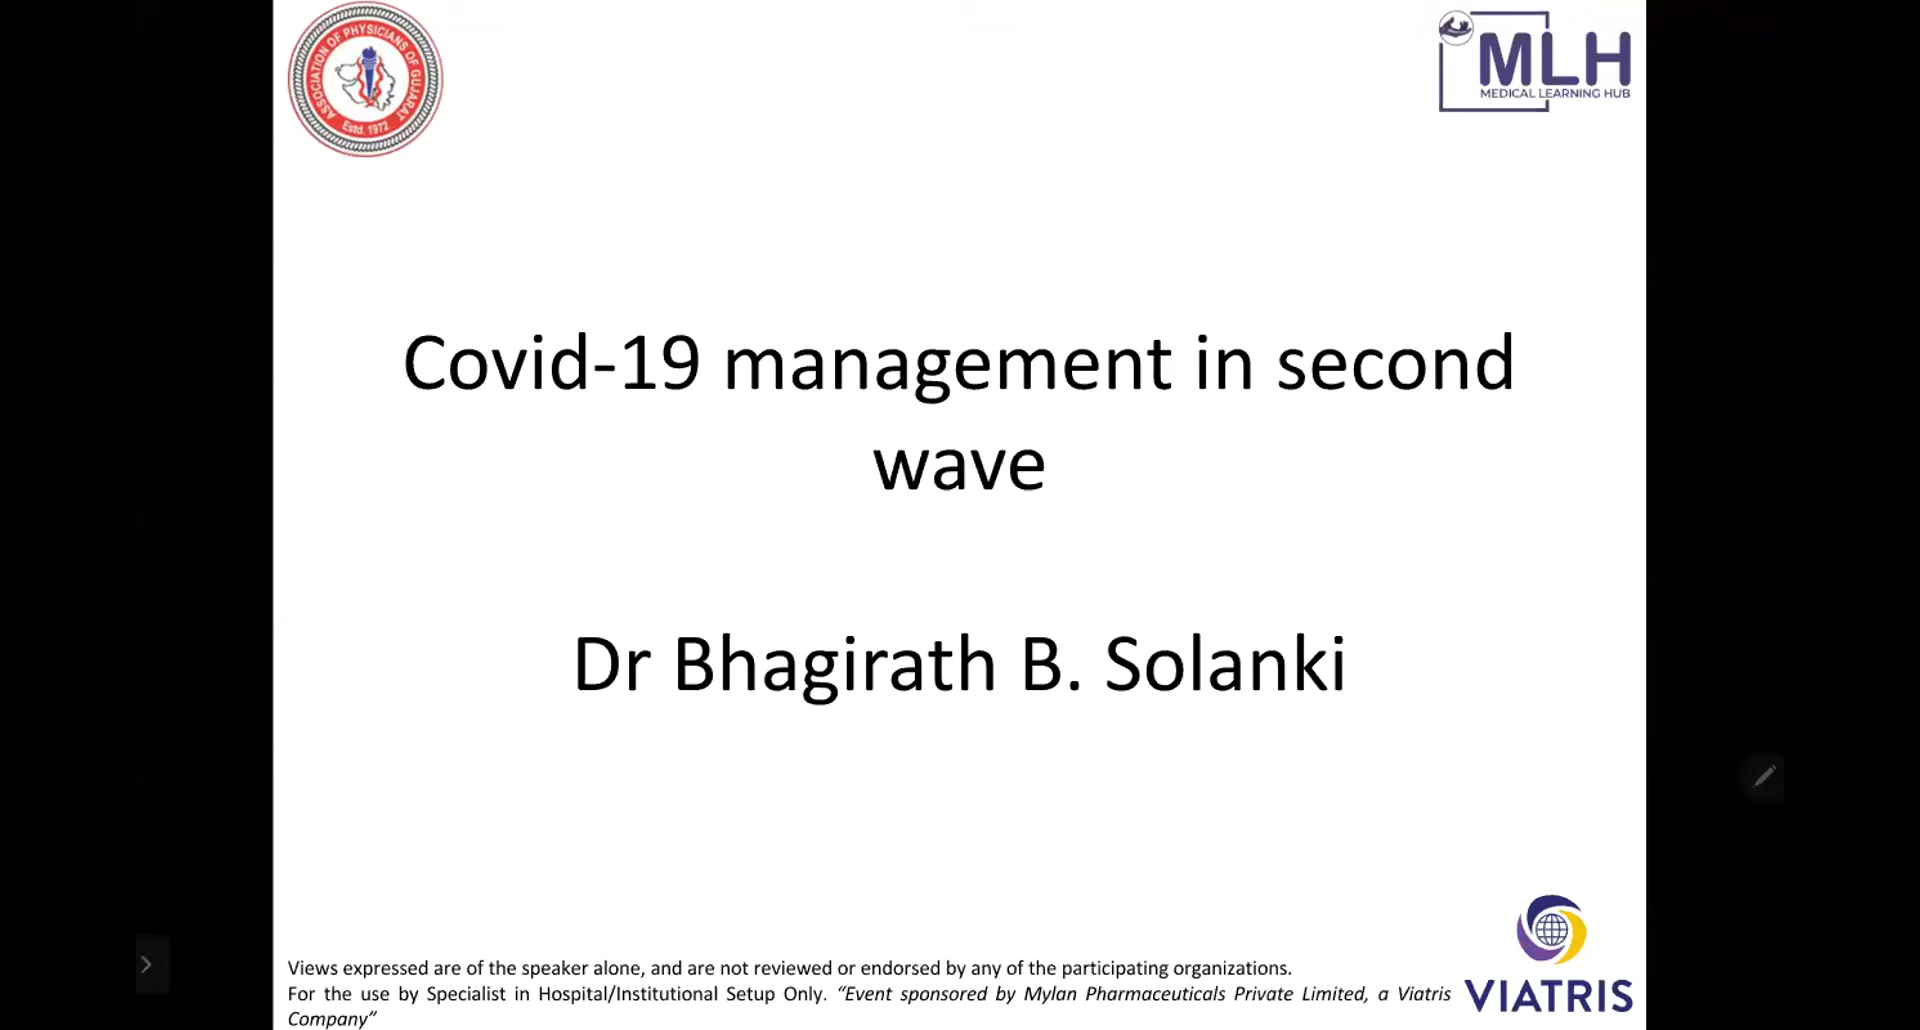 ASSOCIATION OF PHYSICIANS OF GUJARAT
Estd. 1972
MLH
MEDICAL LEARNING HUB
Covid-19 management in second
wave
Dr Bhagirath B. Solanki
Views expressed are of the speaker alone, and are not reviewed or endorsed by any of the participating organizations.
For the use by Specialist in Hospital/Institutional Setup Only. “Event sponsored by Mylan Pharmaceuticals Private Limited, a Viatris
Company”
VIATRIS